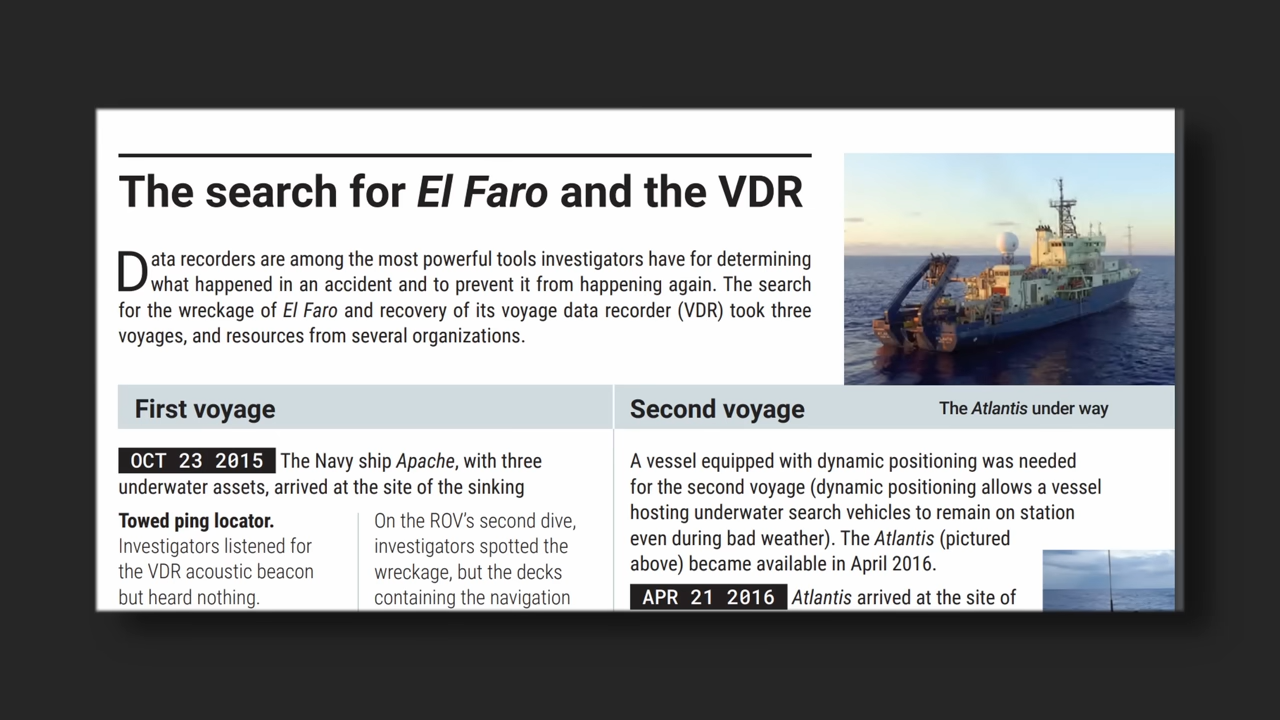 The search for El Faro and the VDR
Data recorders are among the most powerful tools investigators have for determining
what happened in an accident and to prevent it from happening again. The search
for the wreckage of El Faro and recovery of its voyage data recorder (VDR) took three
voyages, and resources from several organizations.
First voyage
OCT 23 2015 The Navy ship Apache, with three
underwater assets, arrived at the site of the sinking
Towed ping locator.
Investigators listened for
the VDR acoustic beacon
but heard nothing.
On the ROV's second dive,
investigators spotted the
wreckage, but the decks
containing the navigation
Second voyage
The Atlantis under way
A vessel equipped with dynamic positioning was needed
for the second voyage (dynamic positioning allows a vessel
hosting underwater search vehicles to remain on station
even during bad weather). The Atlantis (pictured
above) became available in April 2016.
APR 21 2016 Atlantis arrived at the site of